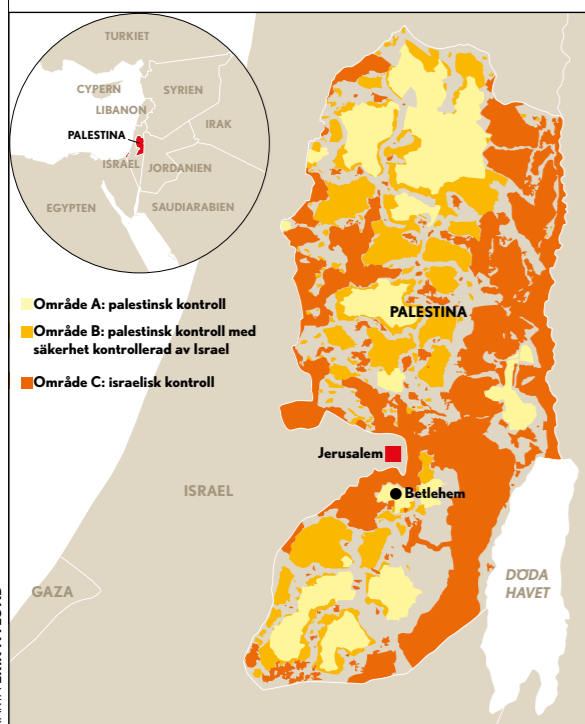 TURKIET
CYPERN
SYRIEN
LIBANON
PALESTINA
IRAK
ISRAEL
JORDANIEN
EGYPTEN
SAUDIARABIEN
Område A: palestinsk kontroll
Område B: palestinsk kontroll med
säkerhet kontrollerad av Israel
Område C: israelisk kontroll
PALESTINA
Jerusalem
Betlehem
ISRAEL
GAZA
DÖDA
HAVET